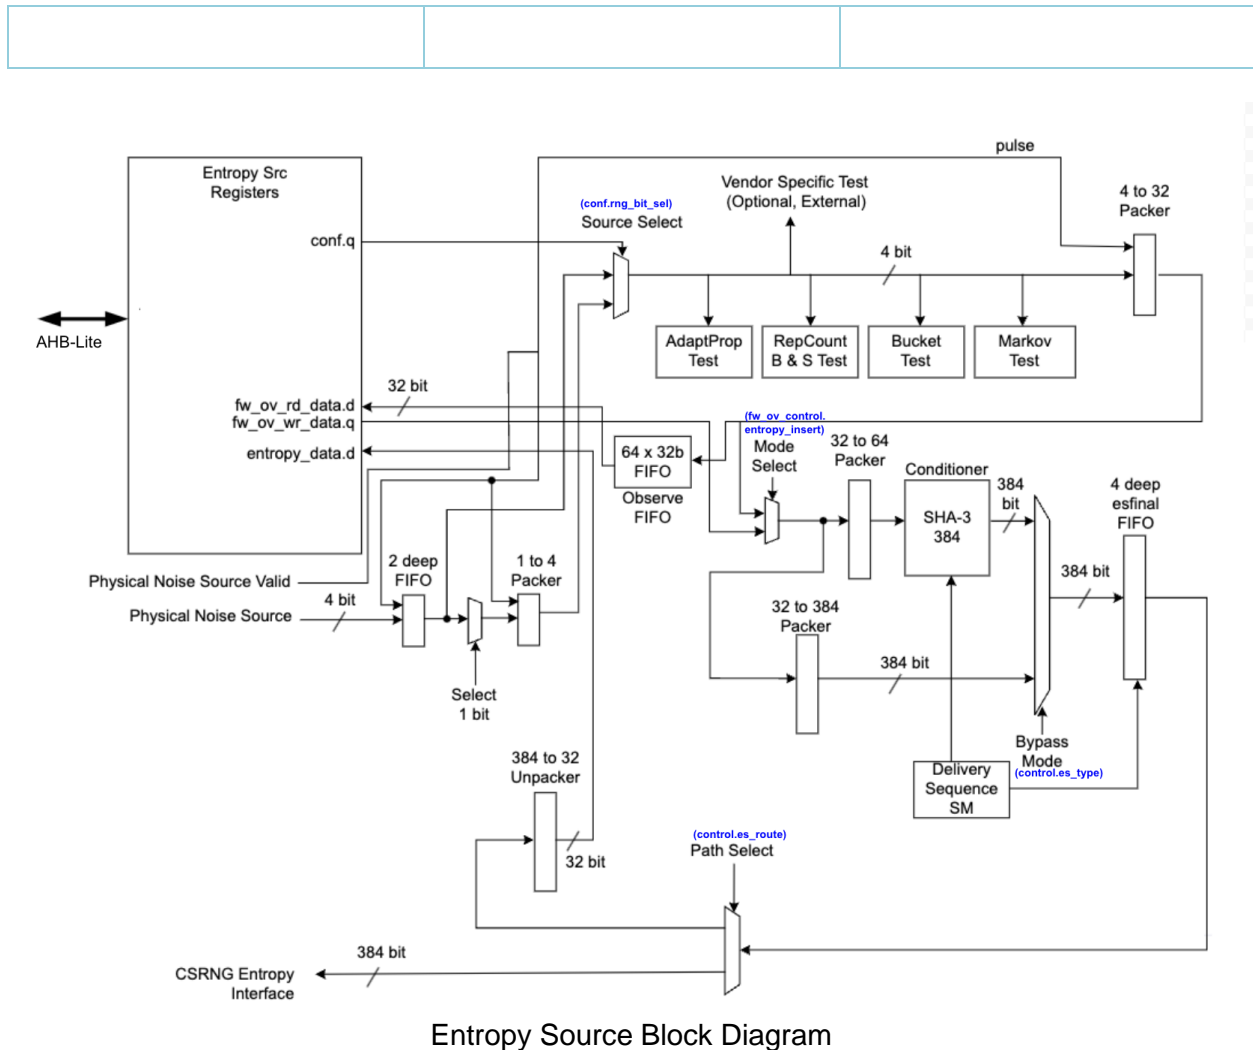 pulse
Entropy Src
Registers
Vendor Specific Test
(Optional, External)
4 to 32
Packer
(conf.rng_bit_sel)
Source Select
conf.q
4 bit
AHB-Lite
AdaptProp
Test
RepCount
B & S Test
Bucket
Test
Markov
Test
32 bit
fw_ov_rd_data.d
fw_ov_wr_data.q
entropy_data.d
(fw_ov_control.
entropy_insert)
Mode
Select
64 x 32b
FIFO
Observe
FIFO
32 to 64
Packer
Conditioner
SHA-3
384
384
bit
4 deep
esfinal
FIFO
2 deep
FIFO
1 to 4
Packer
Physical Noise Source Valid
Physical Noise Source
4 bit
384 bit
32 to 384
Packer
384 bit
Select
1 bit
Bypass
Mode
(control.es_type)
Delivery
Sequence
SM
384 to 32
Unpacker
32 bit
(control.es_route)
Path Select
384 bit
CSRNG Entropy
Interface
Entropy Source Block Diagram